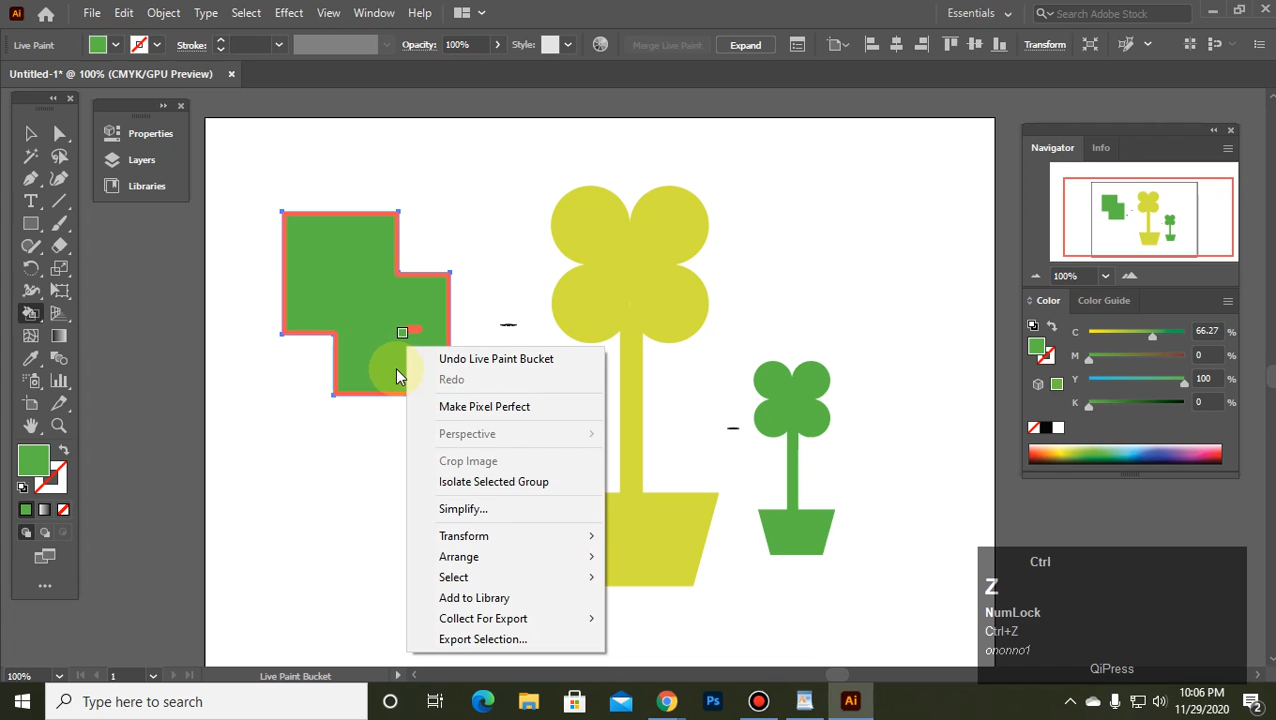 Ai
File
Edit
Object
Type
Select
Effect
View
Window
Help
Essentials
Search Adobe Stock
Live Paint
Stroke:
Opacity:
100%
Style:
Merge Live Paint
Expand
Transform
Untitled-1* @ 100% (CMYK/GPU Preview)
Properties
Layers
Libraries
Navigator
Info
100%
Color
Color Guide
C
66.27
%
M
0
%
Y
100
%
K
0
%
Undo Live Paint Bucket
Redo
Make Pixel Perfect
Perspective
Crop Image
Isolate Selected Group
Simplify...
Transform
Arrange
Select
Add to Library
Collect For Export
Export Selection...
Ctrl
Z
NumLock
Ctrl+Z
ononno1
QiPress
100%
1
Live Paint Bucket
Type here to search
Ps
Ai
10:06 PM
11/29/2020
2